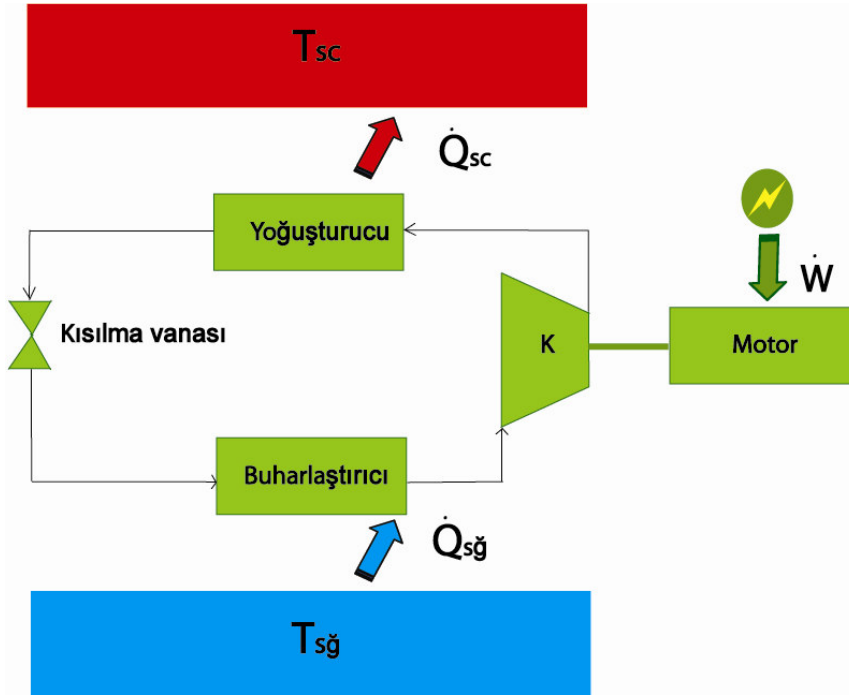 Tsc
Q̇sc
Yoğuşturucu
Ẇ
Kısılma vanası
K
Motor
Buharlaştırıcı
Q̇sğ
Tsğ